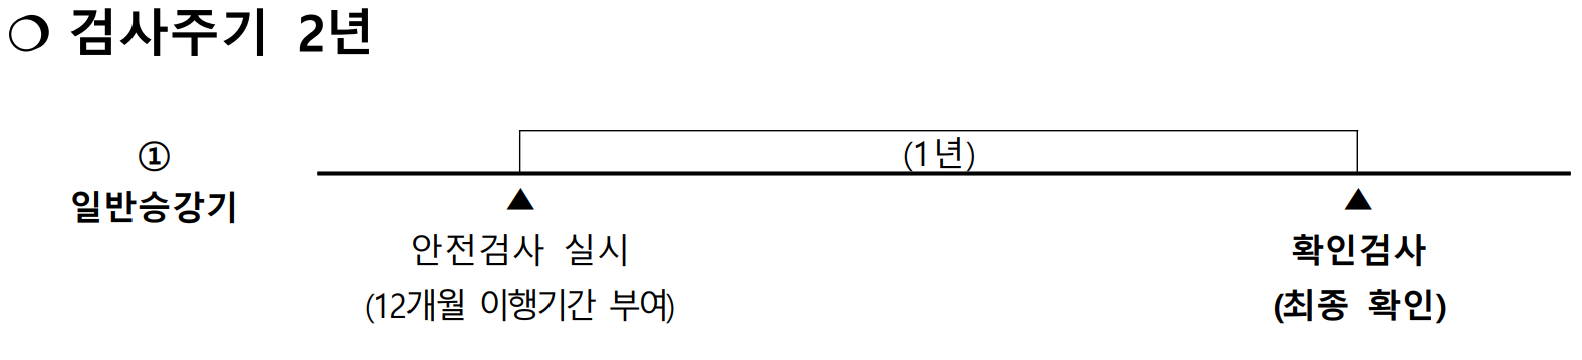 ❍ 검사주기 2년
(1년)
①
일반승강기
▲ ▲
안전검사 실시 확인검사
(12개월 이행기간 부여) (최종 확인)